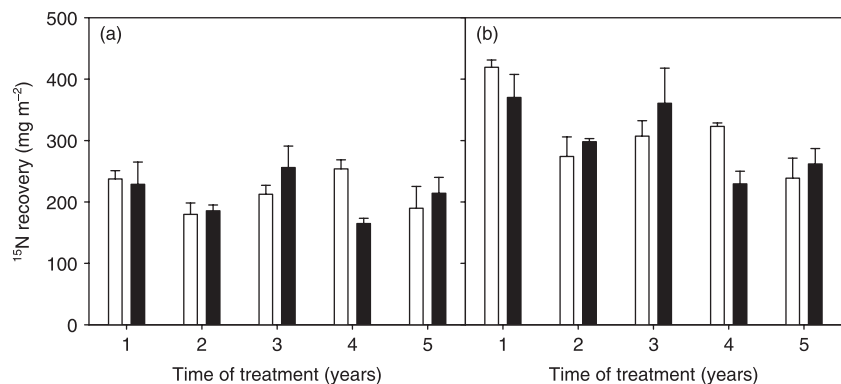 500
400
300
200
100
0
¹⁵N recovery (mg m⁻²)
(a)
(b)
1 2 3 4 5
1 2 3 4 5
Time of treatment (years)
Time of treatment (years)